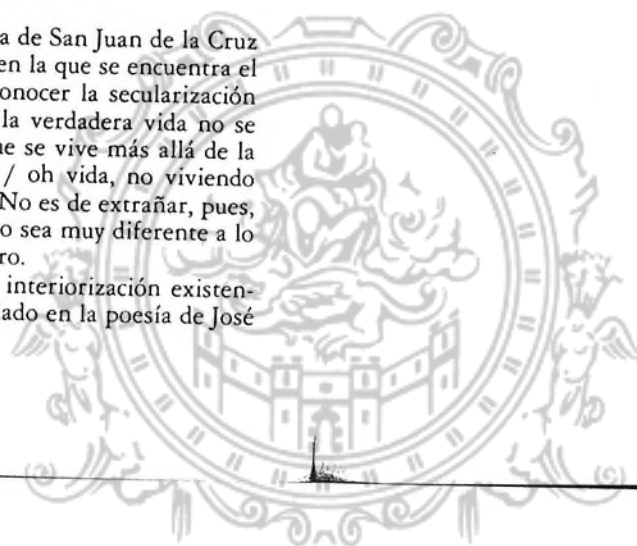 a de San Juan de la Cruz
en la que se encuentra el
onocer la secularización
la verdadera vida no se
ne se vive más allá de la
/ oh vida, no viviendo
No es de extrañar, pues,
o sea muy diferente a lo
ro.
interiorización existen-
lado en la poesía de José